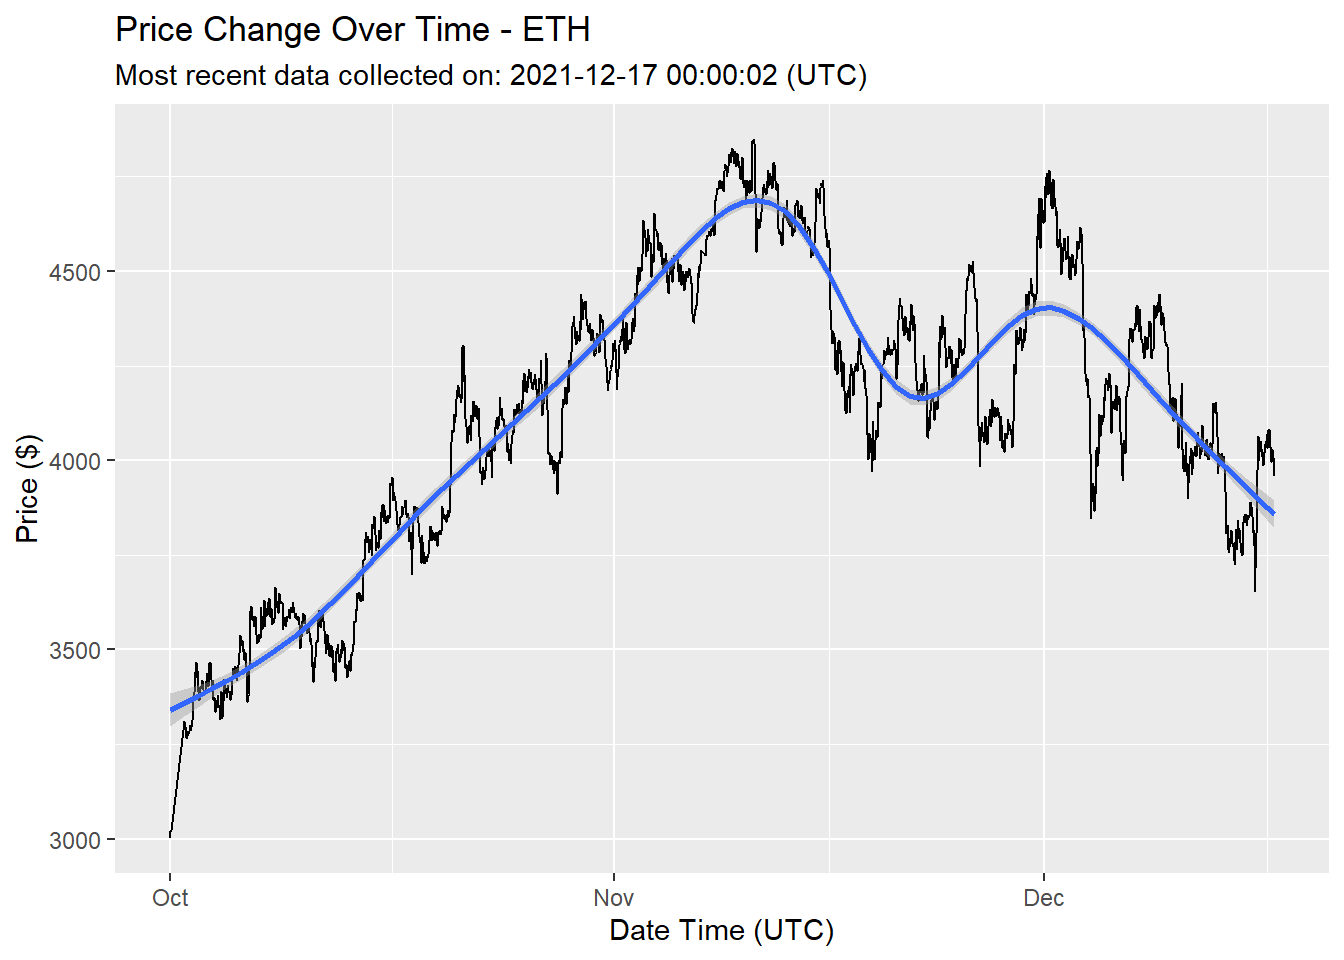 Price Change Over Time - ETH
Most recent data collected on: 2021-12-17 00:00:02 (UTC)
Price ($)
4500
4000
3500
3000
Oct
Nov
Dec
Date Time (UTC)